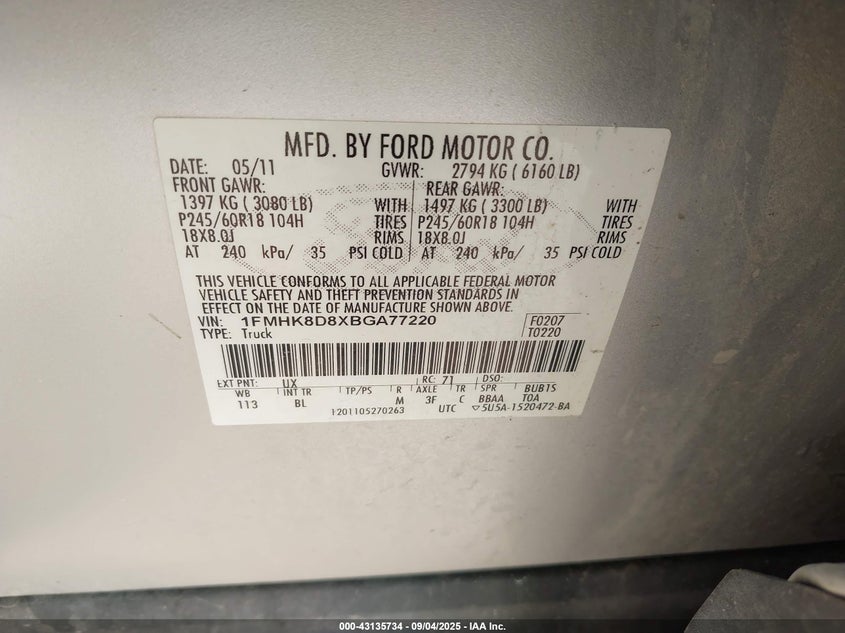 MFD. BY FORD MOTOR CO.
DATE: 05/11 GVWR: 2794 KG ( 6160 LB)
FRONT GAWR: REAR GAWR:
1397 KG ( 3080 LB) WITH 1497 KG ( 3300 LB) WITH
P245/60R18 104H TIRES P245/60R18 104H TIRES
18X8.0J RIMS 18X8.0J RIMS
AT 240 kPa/ 35 PSI COLD AT 240 kPa/ 35 PSI COLD
THIS VEHICLE CONFORMS TO ALL APPLICABLE FEDERAL MOTOR
VEHICLE SAFETY AND THEFT PREVENTION STANDARDS IN
EFFECT ON THE DATE OF MANUFACTURE SHOWN ABOVE.
VIN: 1FMHK8D8XBGA77220 F0207
TYPE: Truck T0220
EXT PNT: UX RC: 71 DSO:
WB INT TR TP/PS R AXLE TR SPR BUB1S
113 BL M 3F C BBAA TOA
1201105270263 UTC ▽5U5A-1520472-BA
000-43135734 - 09/04/2025 - IAA Inc.